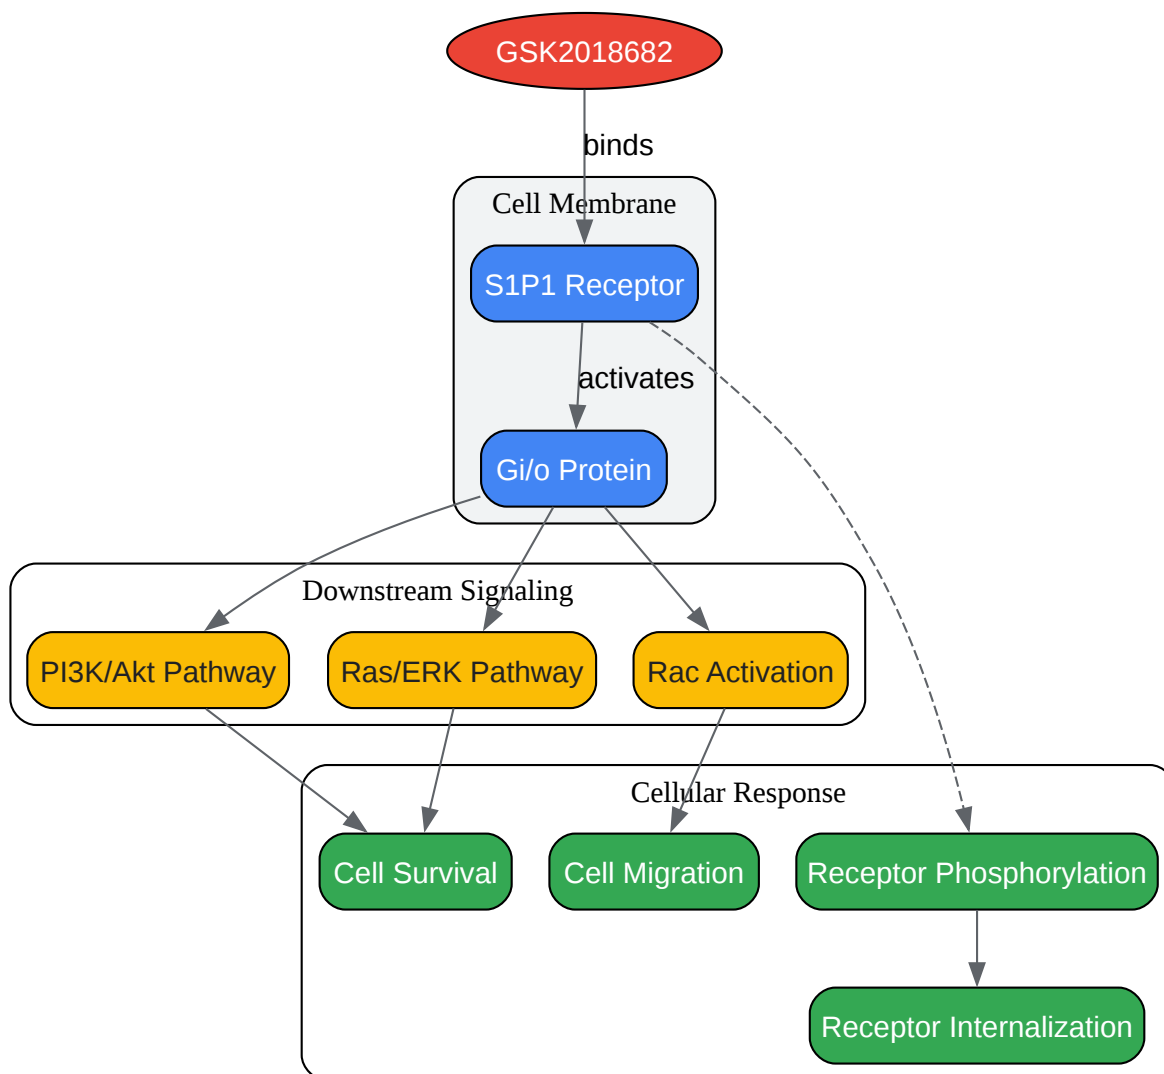 GSK2018682
binds
Cell Membrane
S1P1 Receptor
activates
Gi/o Protein
Downstream Signaling
PI3K/Akt Pathway
Ras/ERK Pathway
Rac Activation
Cellular Response
Cell Survival
Cell Migration
Receptor Phosphorylation
Receptor Internalization